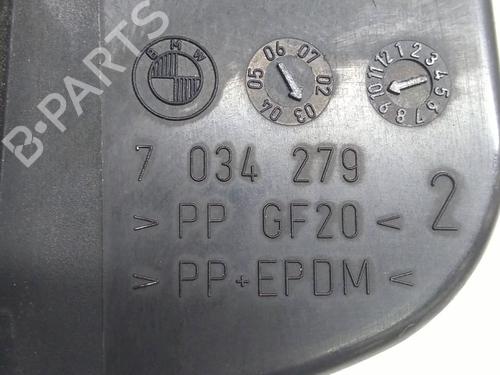 B-PARTS
BMW
02 03 04 05 06 07
1 2 3 4 5 6 7 8 9 10 11 12
7 034 279
> PP GF20 < 2
> PP+EPDM <